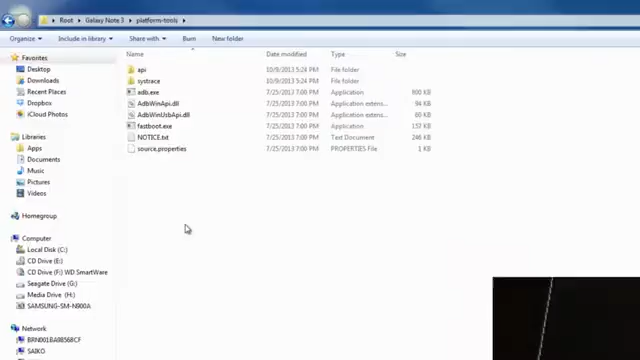 Root ▸ Galaxy Note 3 ▸ platform-tools ▸
Organize Include in library Share with Burn New folder
Name Date modified Type Size
Favorites
Desktop
Downloads
Recent Places
Dropbox
iCloud Photos
Libraries
Apps
Documents
Music
Pictures
Videos
Homegroup
Computer
Local Disk (C:)
CD Drive (E:)
CD Drive (F:) WD SmartWare
Seagate Drive (G:)
Media Drive (H:)
SAMSUNG-SM-N900A
Network
BRN001BA98568CF
SAIKO
api 10/9/2013 5:24 PM File folder
systrace 10/9/2013 5:24 PM File folder
adb.exe 7/25/2013 7:00 PM Application 800 KB
AdbWinApi.dll 7/25/2013 7:00 PM Application extens... 94 KB
AdbWinUsbApi.dll 7/25/2013 7:00 PM Application extens... 60 KB
fastboot.exe 7/25/2013 7:00 PM Application 157 KB
NOTICE.txt 7/25/2013 7:00 PM Text Document 246 KB
source.properties 7/25/2013 7:00 PM PROPERTIES File 1 KB